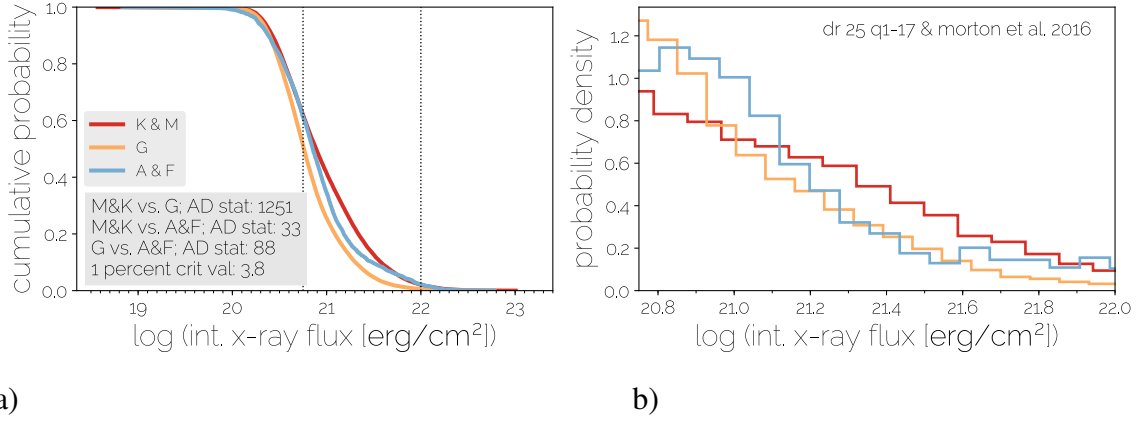 1.0
0.8
0.6
0.4
0.2
0.0
cumulative probability
K & M
G
A & F
M&K vs. G; AD stat: 1251
M&K vs. A&F; AD stat: 33
G vs. A&F; AD stat: 88
1 percent crit val: 3.8
19 20 21 22 23
log (int. x-ray flux [erg/cm²])
a)
dr 25 q1-17 & morton et al. 2016
1.2
1.0
0.8
0.6
0.4
0.2
0.0
probability density
20.8 21.0 21.2 21.4 21.6 21.8 22.0
log (int. x-ray flux [erg/cm²])
b)